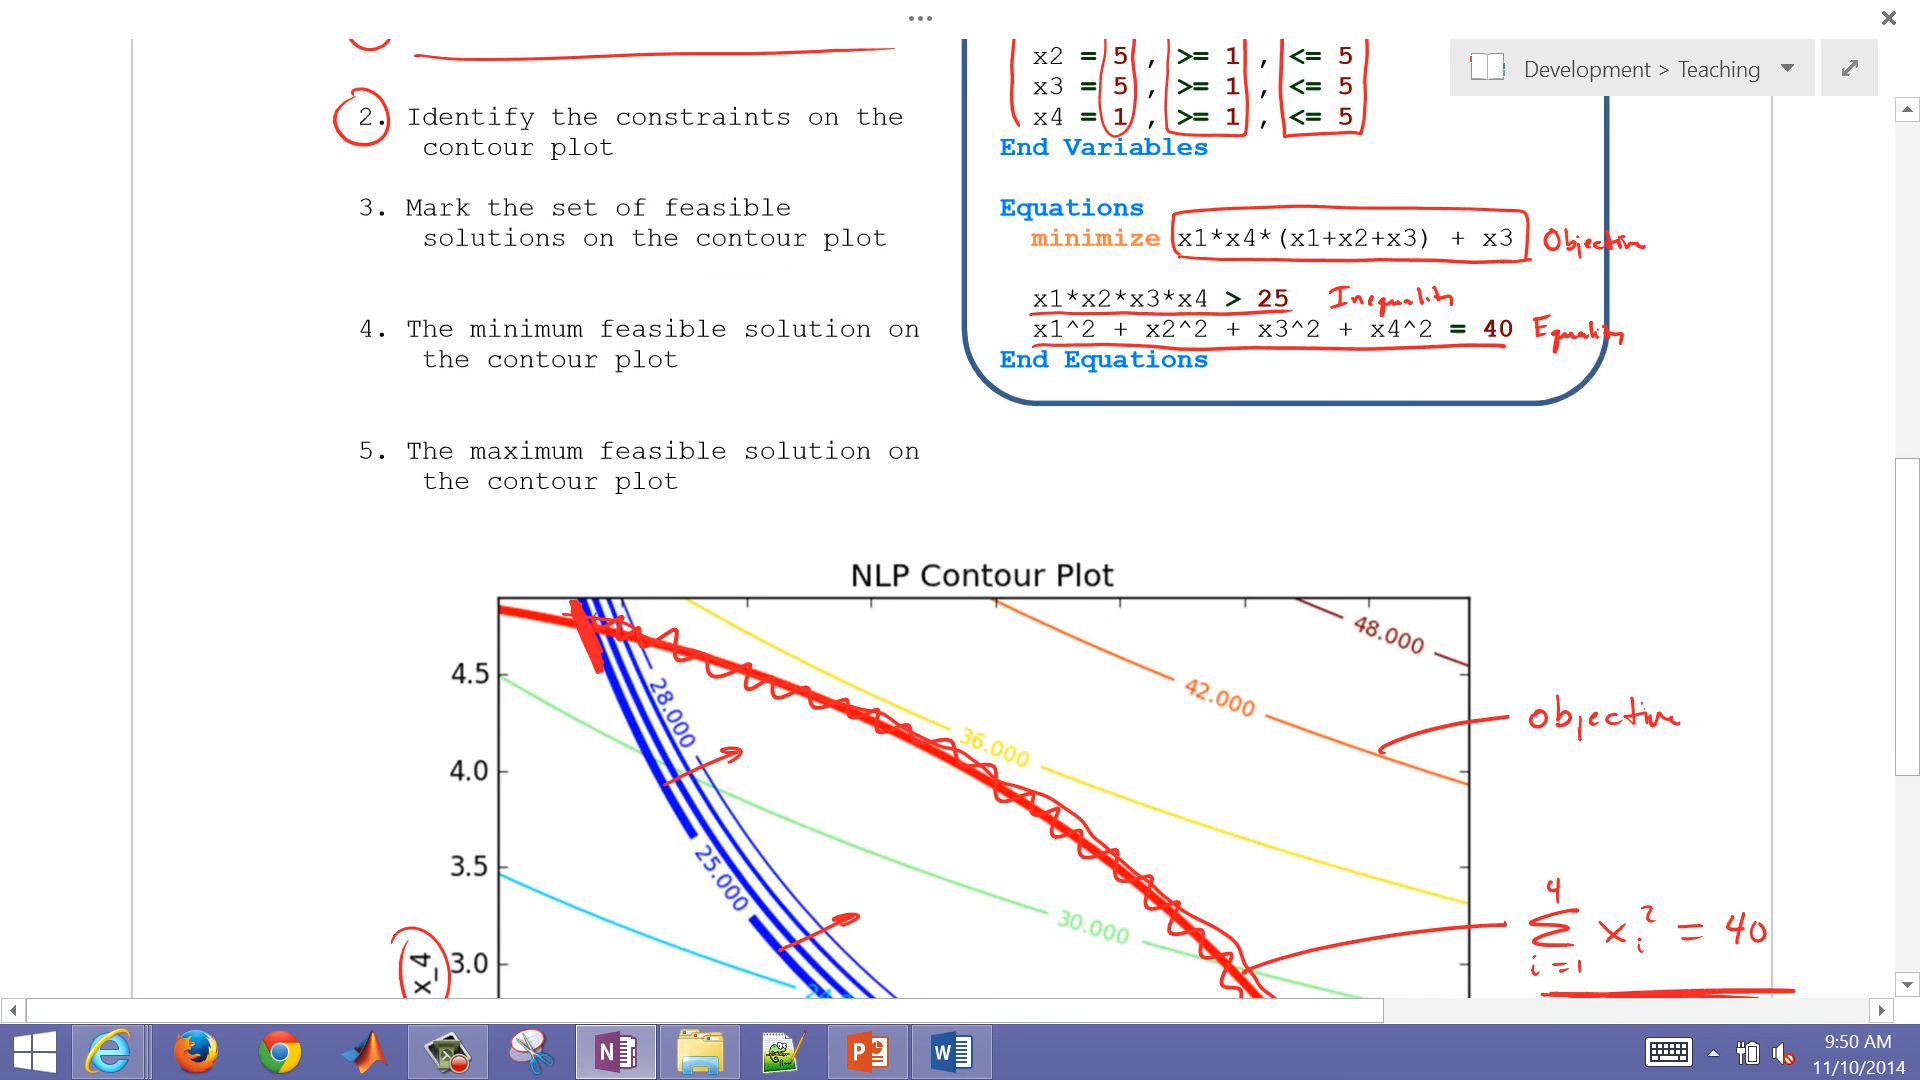 x2 = 5 , >= 1 , <= 5
x3 = 5 , >= 1 , <= 5
x4 = 1 , >= 1 , <= 5
End Variables
Development > Teaching
2. Identify the constraints on the
contour plot
3. Mark the set of feasible
solutions on the contour plot
4. The minimum feasible solution on
the contour plot
5. The maximum feasible solution on
the contour plot
Equations
minimize x1*x4*(x1+x2+x3) + x3 Objective
x1*x2*x3*x4 > 25 Inequality
x1^2 + x2^2 + x3^2 + x4^2 = 40 Equality
End Equations
NLP Contour Plot
48.000
4.5
28.000
42.000
objective
36.000
4.0
3.5
25.000
30.000
4
∑ x_i^2 = 40
i=1
x_4
3.0
9:50 AM
11/10/2014